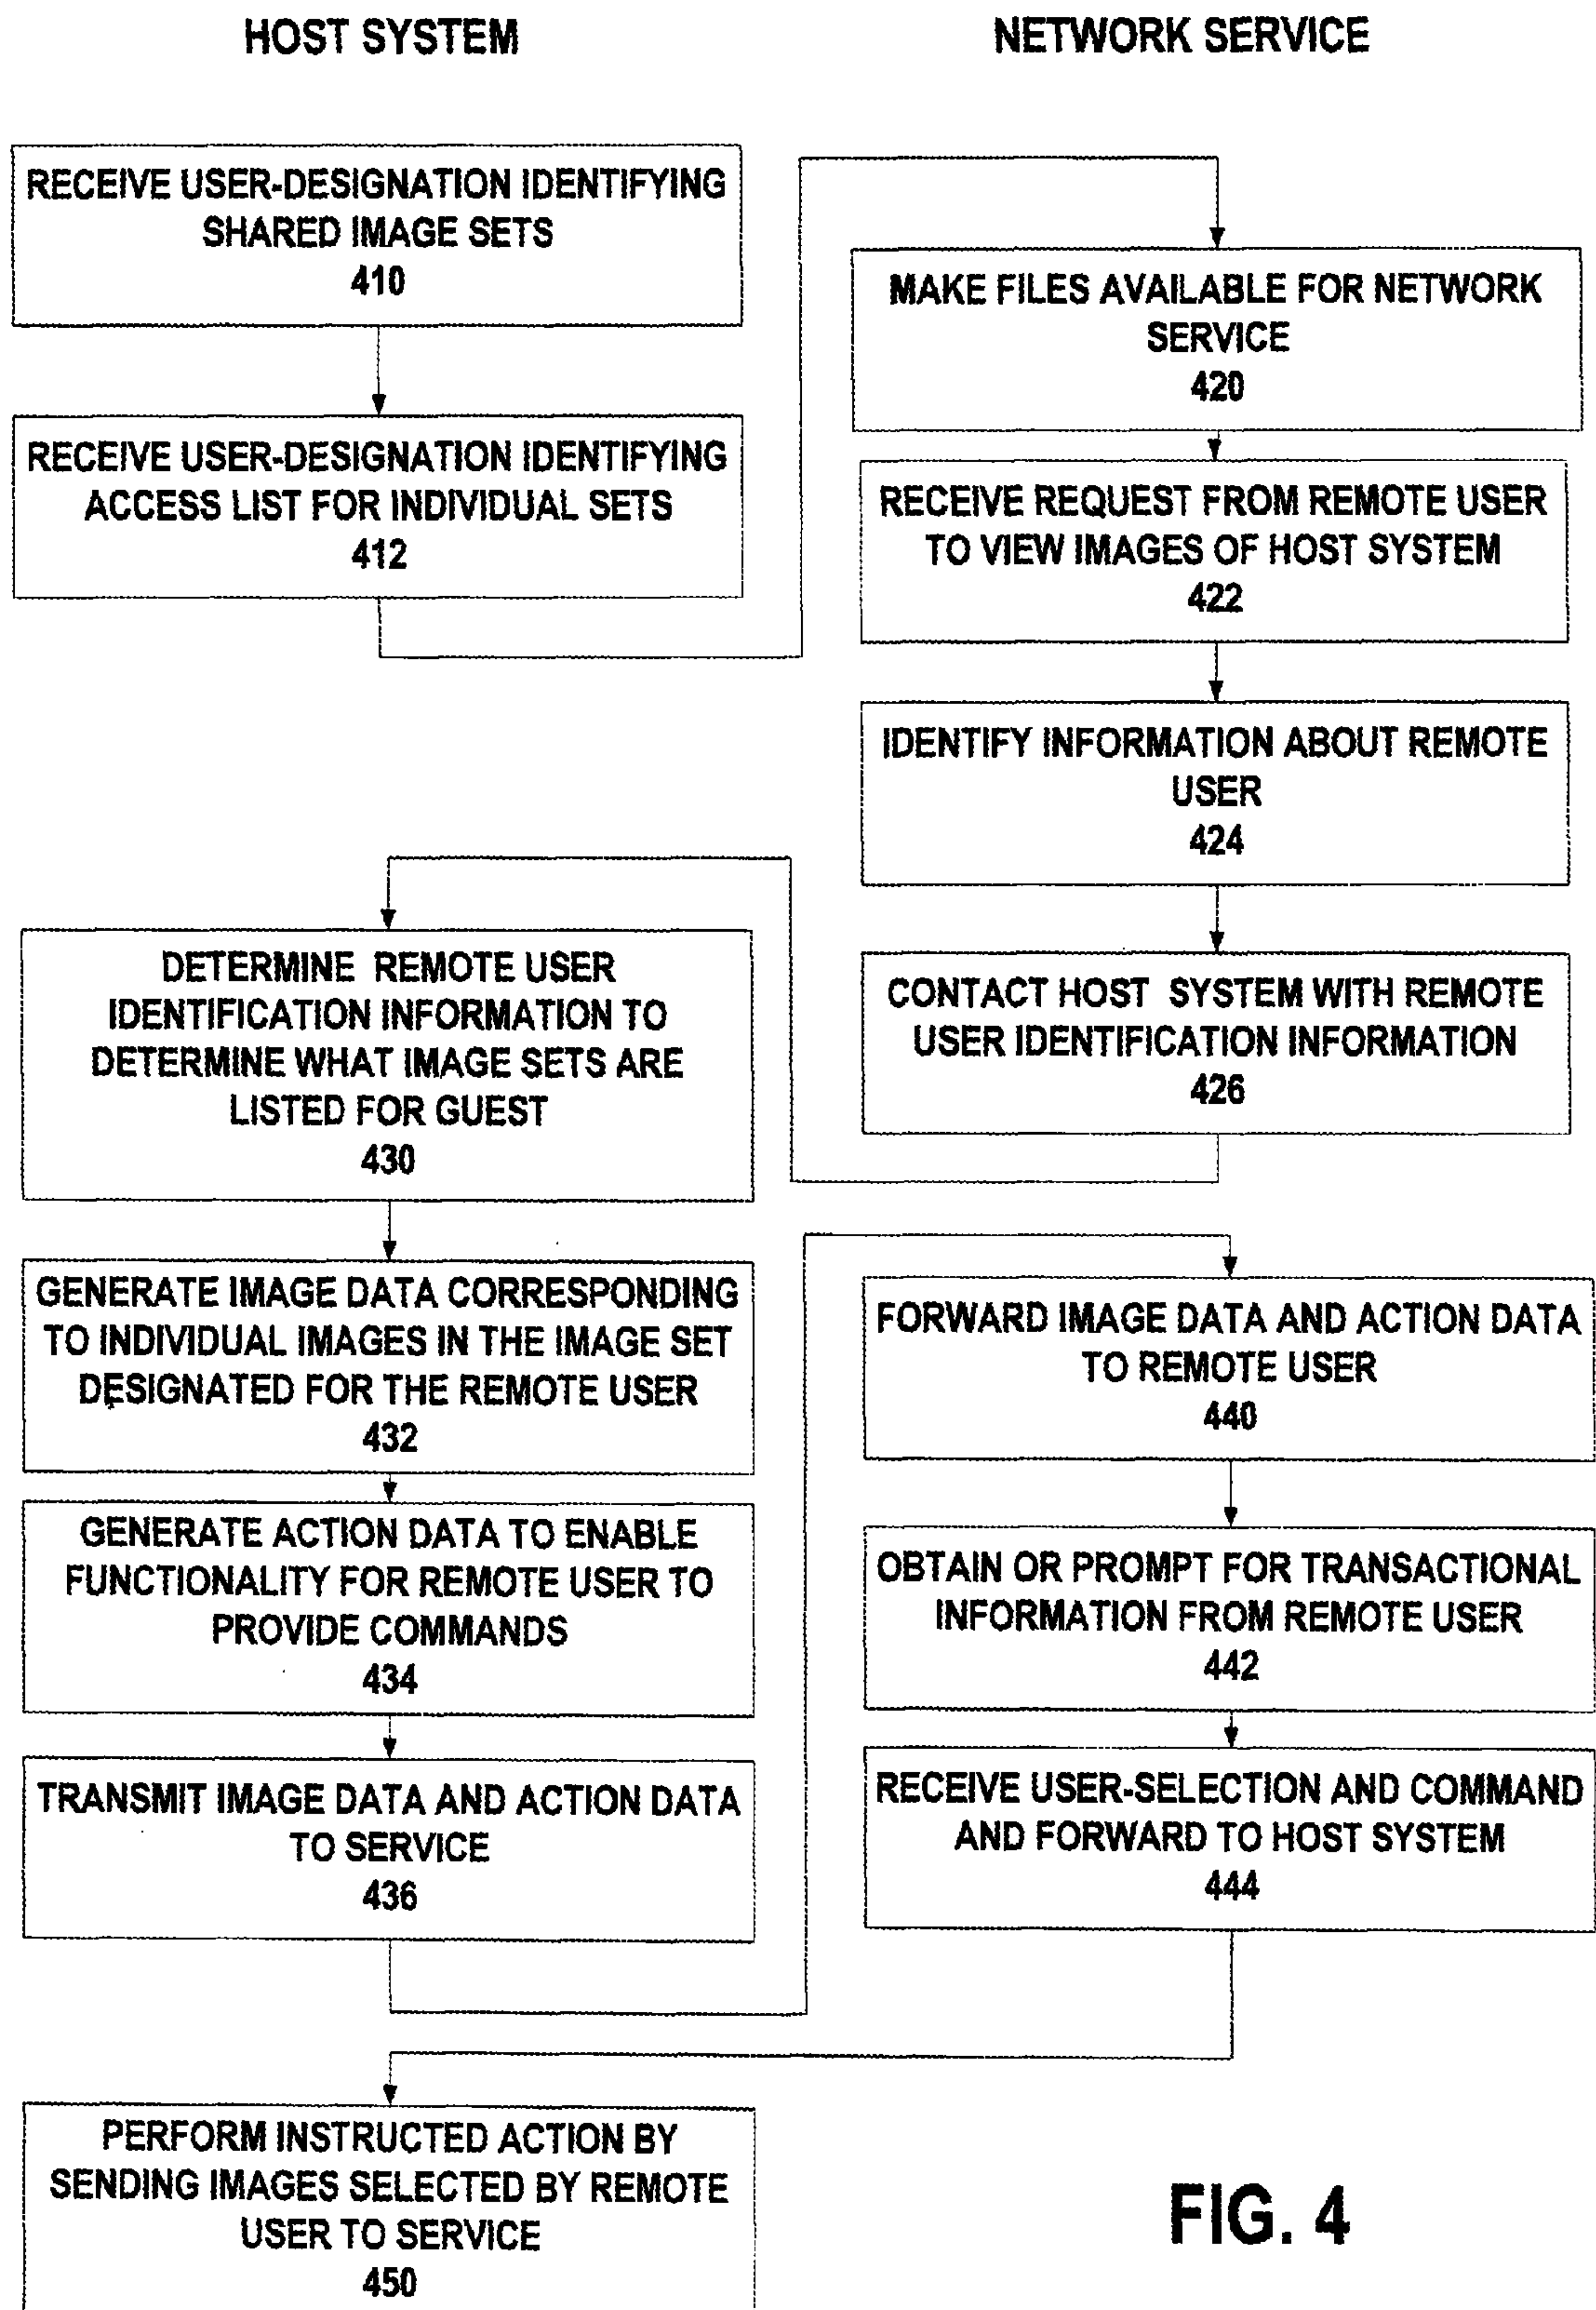 HOST SYSTEM
NETWORK SERVICE
RECEIVE USER-DESIGNATION IDENTIFYING
SHARED IMAGE SETS
410
RECEIVE USER-DESIGNATION IDENTIFYING
ACCESS LIST FOR INDIVIDUAL SETS
412
MAKE FILES AVAILABLE FOR NETWORK
SERVICE
420
RECEIVE REQUEST FROM REMOTE USER
TO VIEW IMAGES OF HOST SYSTEM
422
IDENTIFY INFORMATION ABOUT REMOTE
USER
424
CONTACT HOST SYSTEM WITH REMOTE
USER IDENTIFICATION INFORMATION
426
DETERMINE REMOTE USER
IDENTIFICATION INFORMATION TO
DETERMINE WHAT IMAGE SETS ARE
LISTED FOR GUEST
430
GENERATE IMAGE DATA CORRESPONDING
TO INDIVIDUAL IMAGES IN THE IMAGE SET
DESIGNATED FOR THE REMOTE USER
432
GENERATE ACTION DATA TO ENABLE
FUNCTIONALITY FOR REMOTE USER TO
PROVIDE COMMANDS
434
TRANSMIT IMAGE DATA AND ACTION DATA
TO SERVICE
436
FORWARD IMAGE DATA AND ACTION DATA
TO REMOTE USER
440
OBTAIN OR PROMPT FOR TRANSACTIONAL
INFORMATION FROM REMOTE USER
442
RECEIVE USER-SELECTION AND COMMAND
AND FORWARD TO HOST SYSTEM
444
PERFORM INSTRUCTED ACTION BY
SENDING IMAGES SELECTED BY REMOTE
USER TO SERVICE
450
FIG. 4